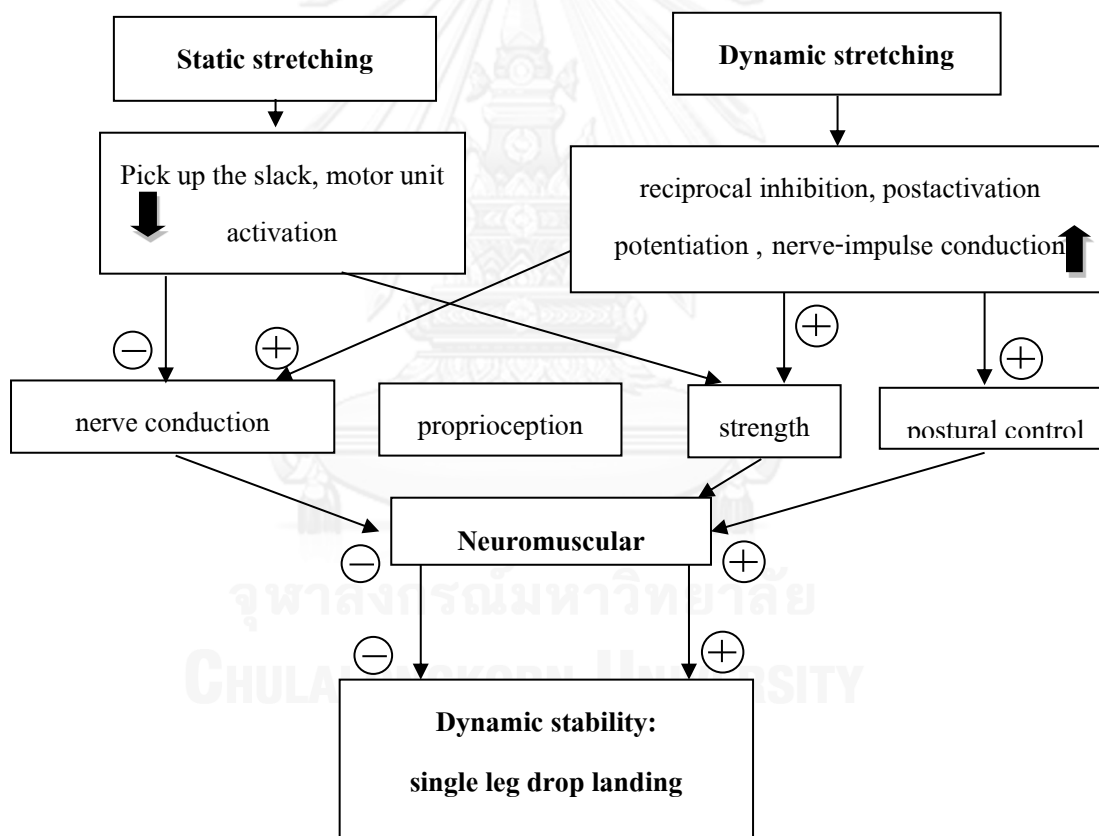 Static stretching
Dynamic stretching
Pick up the slack, motor unit
activation
reciprocal inhibition, postactivation
potentiation , nerve-impulse conduction
nerve conduction
proprioception
strength
postural control
Neuromuscular
จุฬาลงกรณ์มหาวิทยาลัย
CHULALONGKORN UNIVERSITY
Dynamic stability:
single leg drop landing